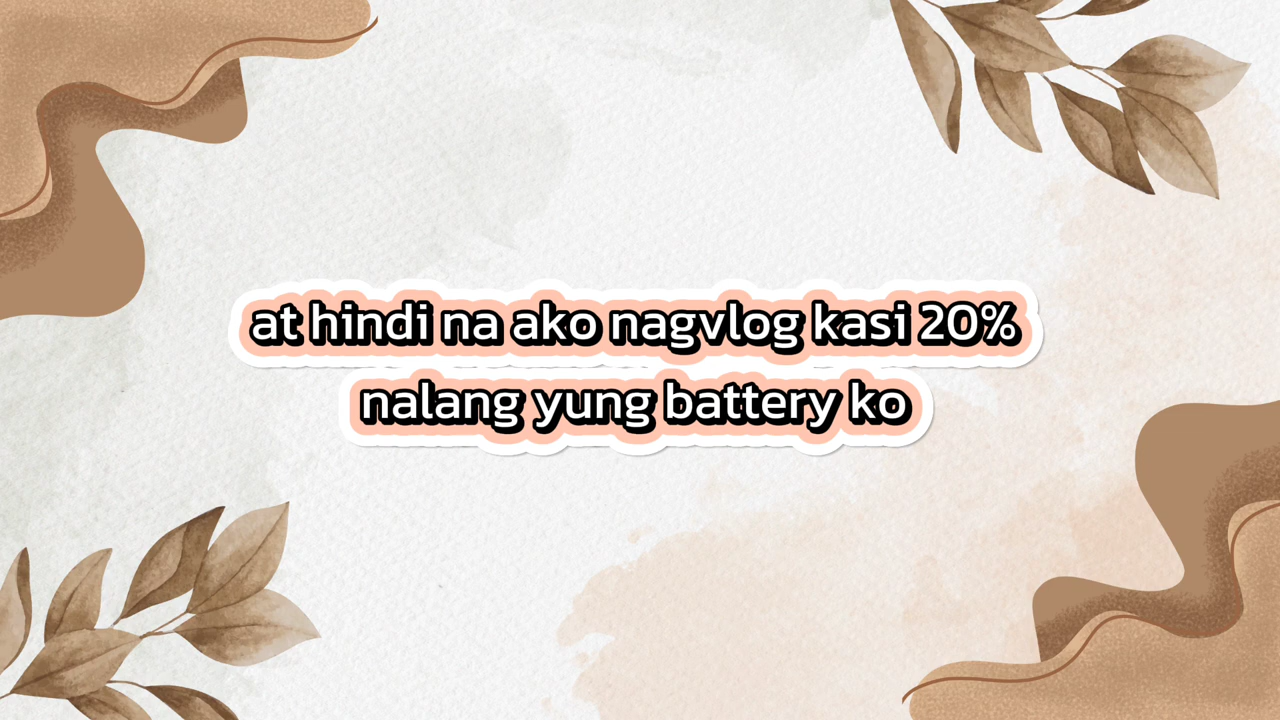 at hindi na ako nagvlog kasi 20%
nalang yung battery ko